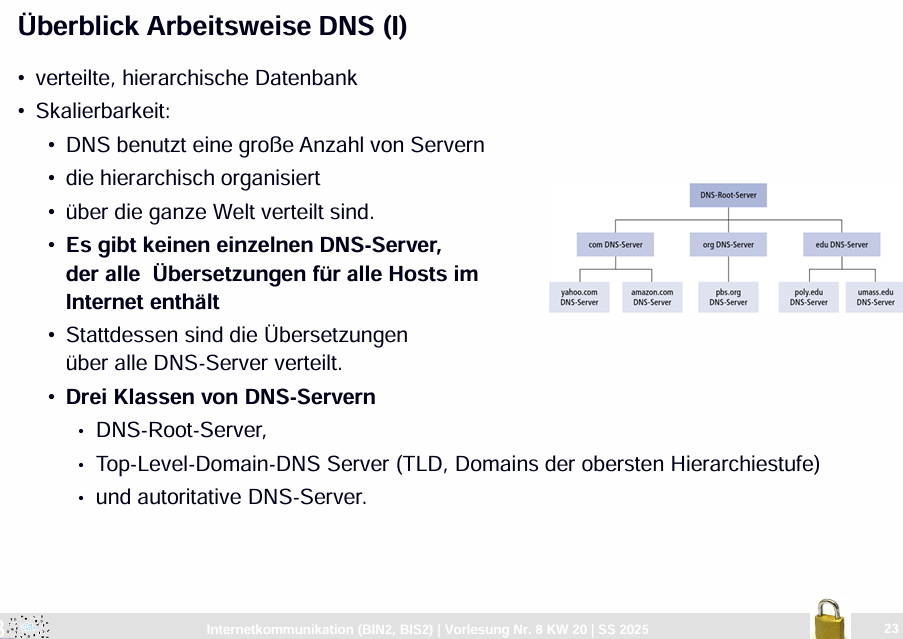 Überblick Arbeitsweise DNS (I)
• verteilte, hierarchische Datenbank
• Skalierbarkeit:
• DNS benutzt eine große Anzahl von Servern
• die hierarchisch organisiert
• über die ganze Welt verteilt sind.
• Es gibt keinen einzelnen DNS-Server,
der alle Übersetzungen für alle Hosts im
Internet enthält
• Stattdessen sind die Übersetzungen
über alle DNS-Server verteilt.
• Drei Klassen von DNS-Servern
• DNS-Root-Server,
• Top-Level-Domain-DNS Server (TLD, Domains der obersten Hierarchiestufe)
• und autoritative DNS-Server.
DNS-Root-Server
com DNS-Server
org DNS-Server
edu DNS-Server
yahoo.com
DNS-Server
amazon.com
DNS-Server
pbs.org
DNS-Server
poly.edu
DNS-Server
umass.edu
DNS-Server
Internetkommunikation (BIN2, BIS2) | Vorlesung Nr. 8 KW 20 | SS 2025
23